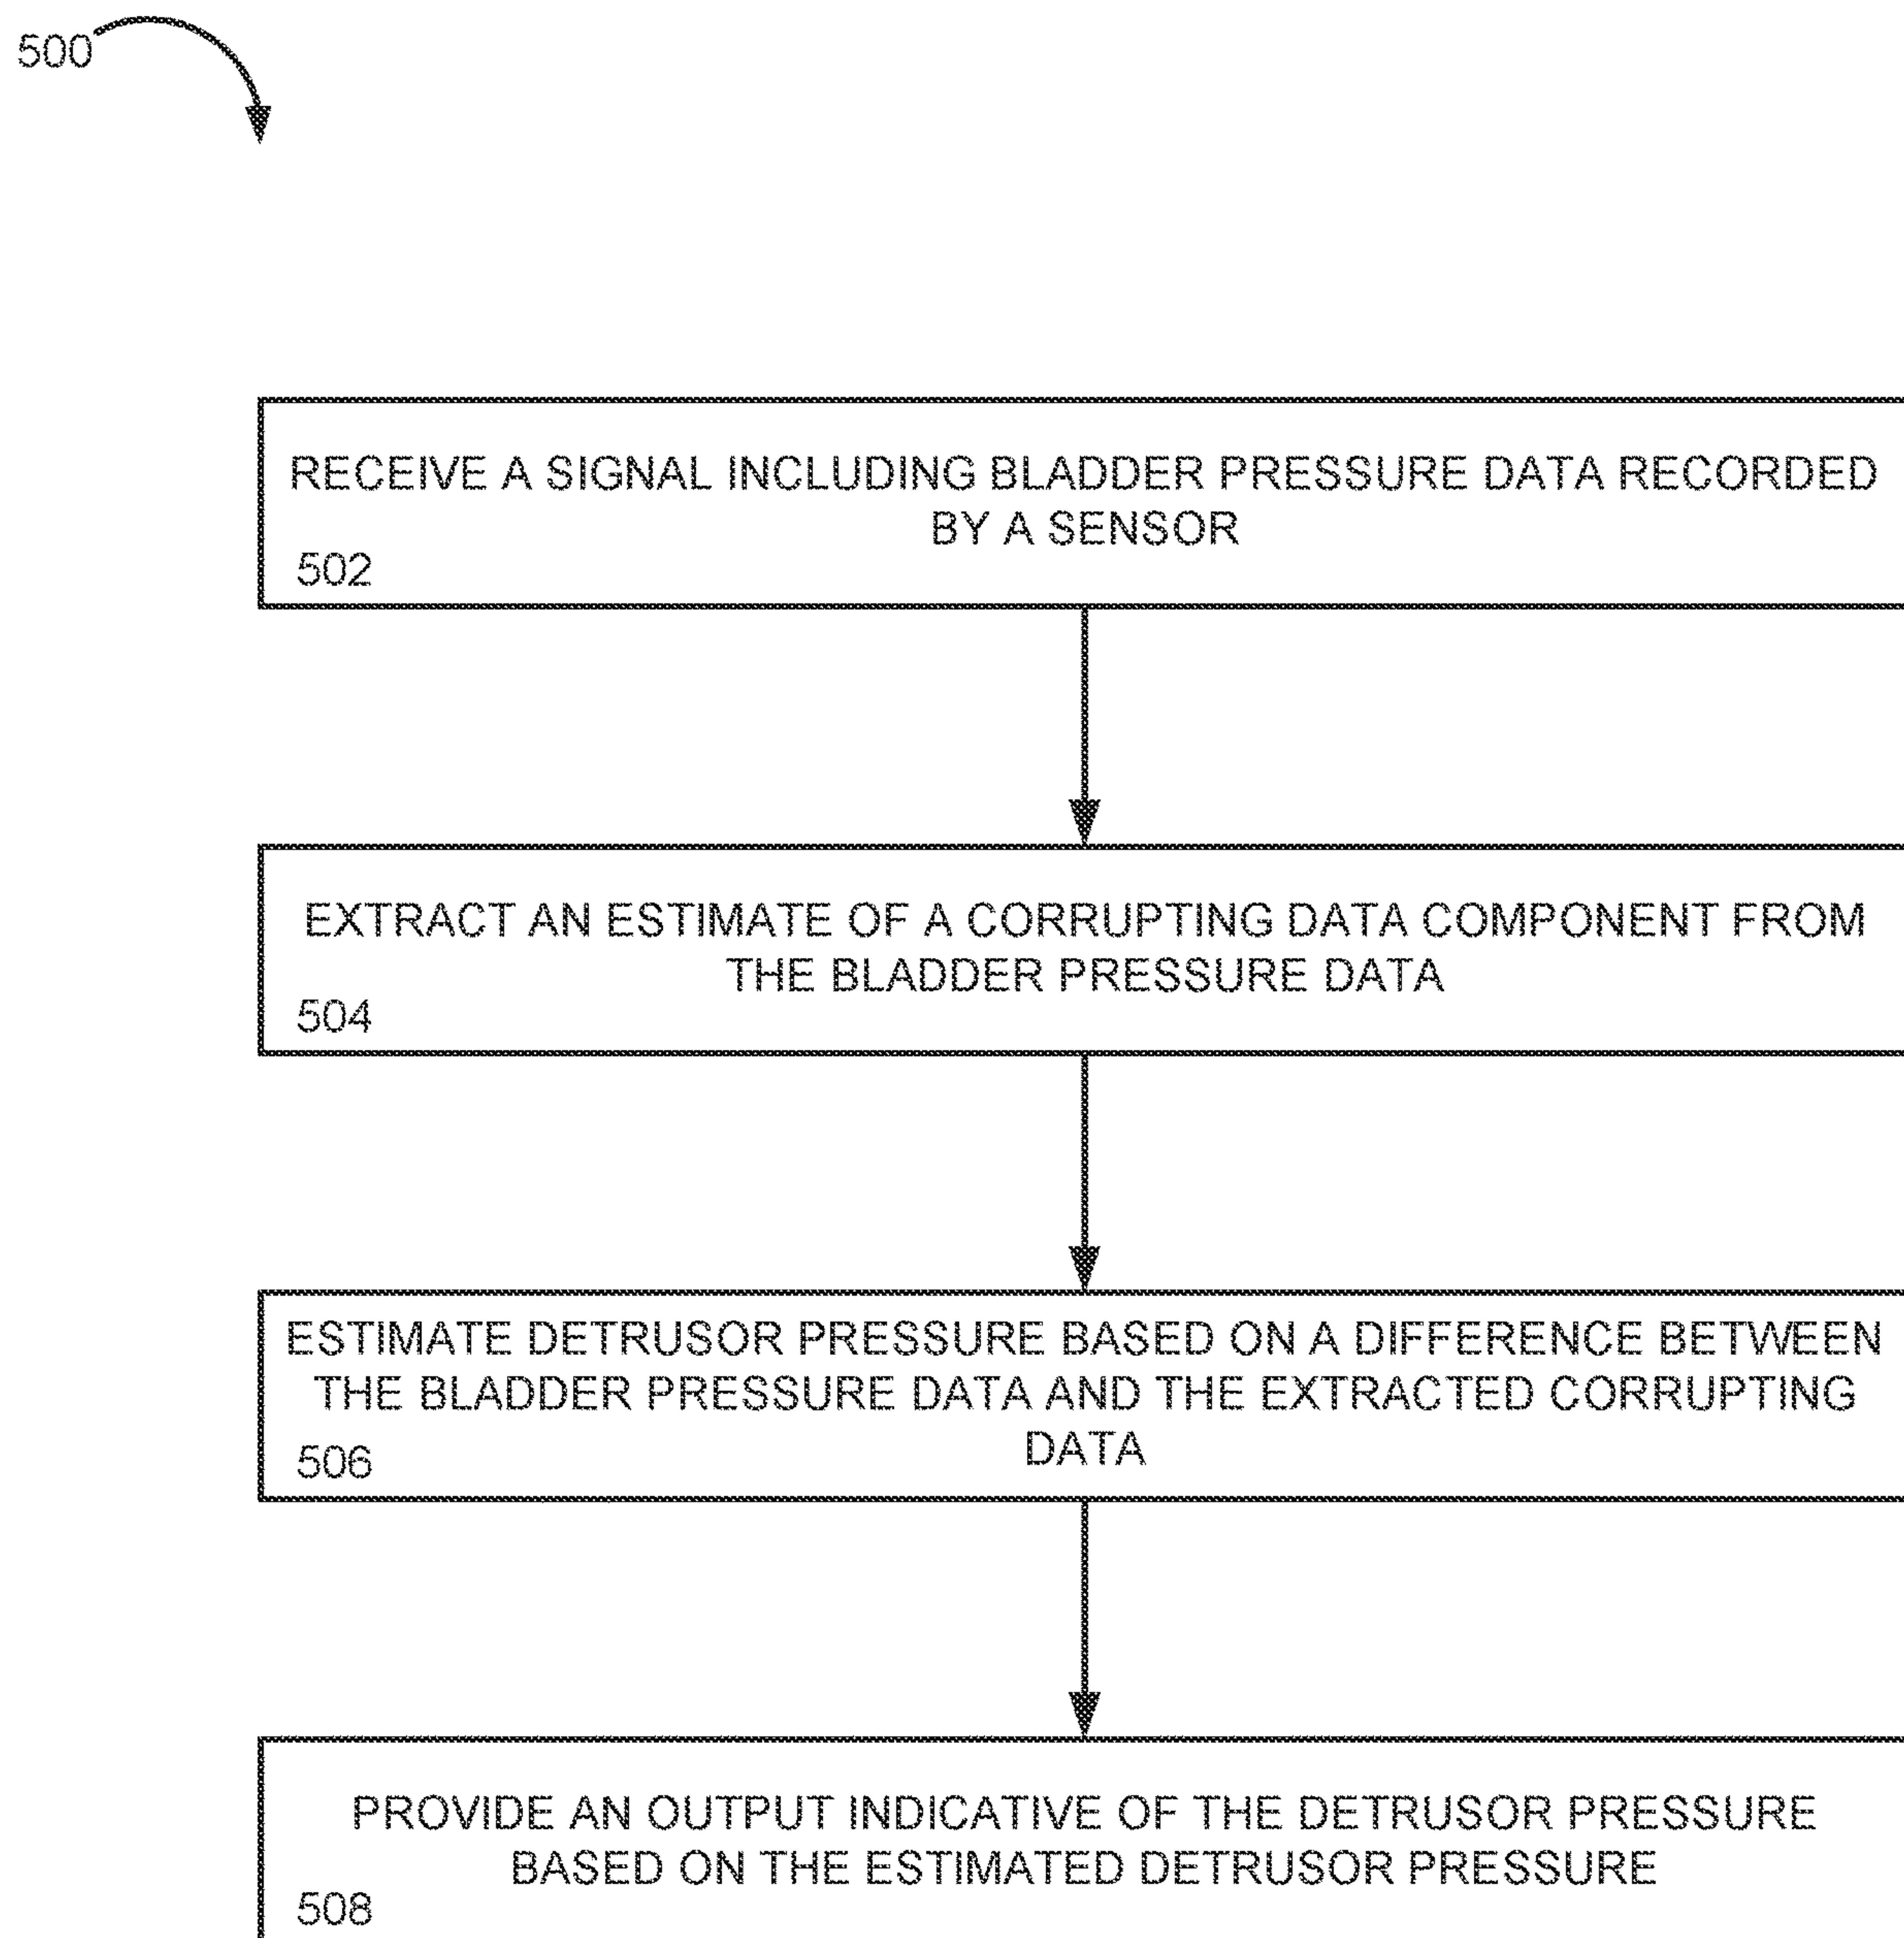 500
RECEIVE A SIGNAL INCLUDING BLADDER PRESSURE DATA RECORDED
BY A SENSOR
502
EXTRACT AN ESTIMATE OF A CORRUPTING DATA COMPONENT FROM
THE BLADDER PRESSURE DATA
504
ESTIMATE DETRUSOR PRESSURE BASED ON A DIFFERENCE BETWEEN
THE BLADDER PRESSURE DATA AND THE EXTRACTED CORRUPTING
DATA
506
PROVIDE AN OUTPUT INDICATIVE OF THE DETRUSOR PRESSURE
BASED ON THE ESTIMATED DETRUSOR PRESSURE
508